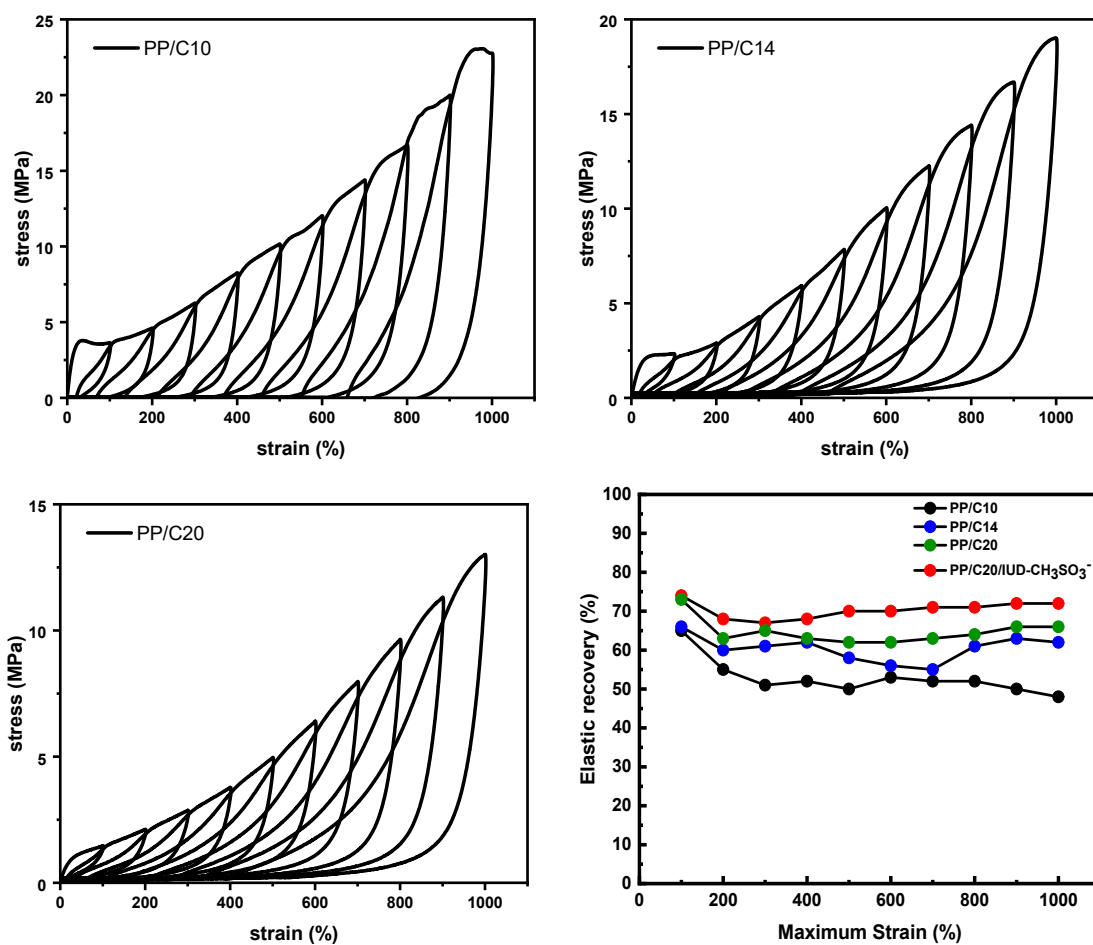 PP/C10
25
20
15
10
5
0
0 200 400 600 800 1000
stress (MPa)
strain (%)
PP/C14
20
15
10
5
0
0 200 400 600 800 1000
stress (MPa)
strain (%)
PP/C20
15
10
5
0
0 200 400 600 800 1000
stress (MPa)
strain (%)
PP/C10
PP/C14
PP/C20
PP/C20/IUD-CH₃SO₃⁻
100
90
80
70
60
50
40
30
20
10
0
0 200 400 600 800 1000
Elastic recovery (%)
Maximum Strain (%)